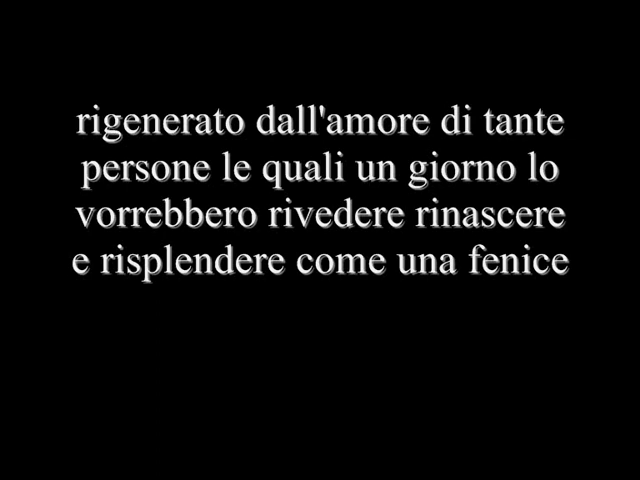 rigenerato dall'amore di tante
persone le quali un giorno lo
vorrebbero rivedere rinascere
e risplendere come una fenice